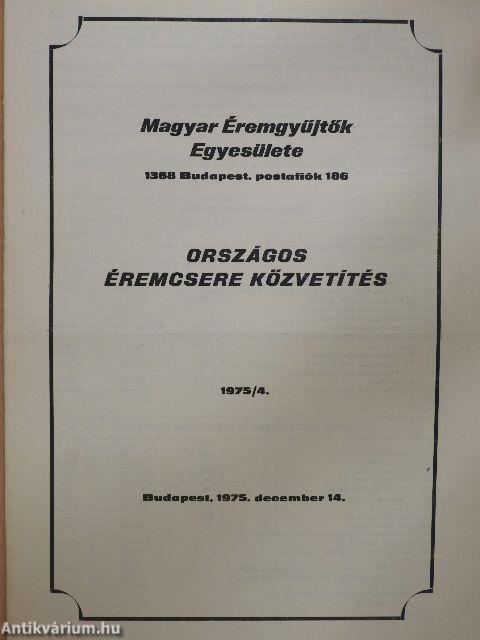 Magyar Éremgyűjtők
Egyesülete
1368 Budapest, postafiók 186
ORSZÁGOS
ÉREMCSERE KÖZVETÍTÉS
1975/4.
Budapest, 1975. december 14.
Antikvárium.hu